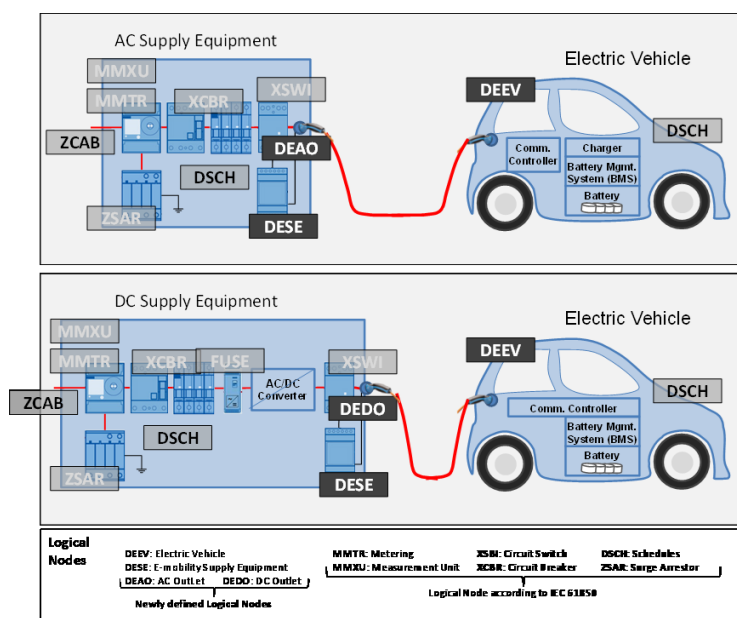 AC Supply Equipment
Electric Vehicle
MMXU
DEEV
MMTR
XCBR
XSWI
DSCH
ZCAB
DEAO
Comm.
Controller
Charger
Battery Mgmt.
System (BMS)
Battery
DSCH
ZSAR
DESE
DC Supply Equipment
Electric Vehicle
MMXU
DEEV
MMTR
XCBR
FUSE
XSWI
AC/DC
Converter
DSCH
ZCAB
DEDO
Comm. Controller
Battery Mgmt.
System (BMS)
Battery
DSCH
ZSAR
DESE
Logical
Nodes
DEEV: Electric Vehicle
DESE: E-mobility Supply Equipment
DEAO: AC OutLet DEDO: DC Outlet
Newly defined Logical Nodes
MMTR: Metering XSBI: Circuit Switch DSCH: Schedules
MMXU: Measurement Unit XCBR: Circuit Breaker ZSAR: Surge Arrestor
Logical Node according to IEC 61850